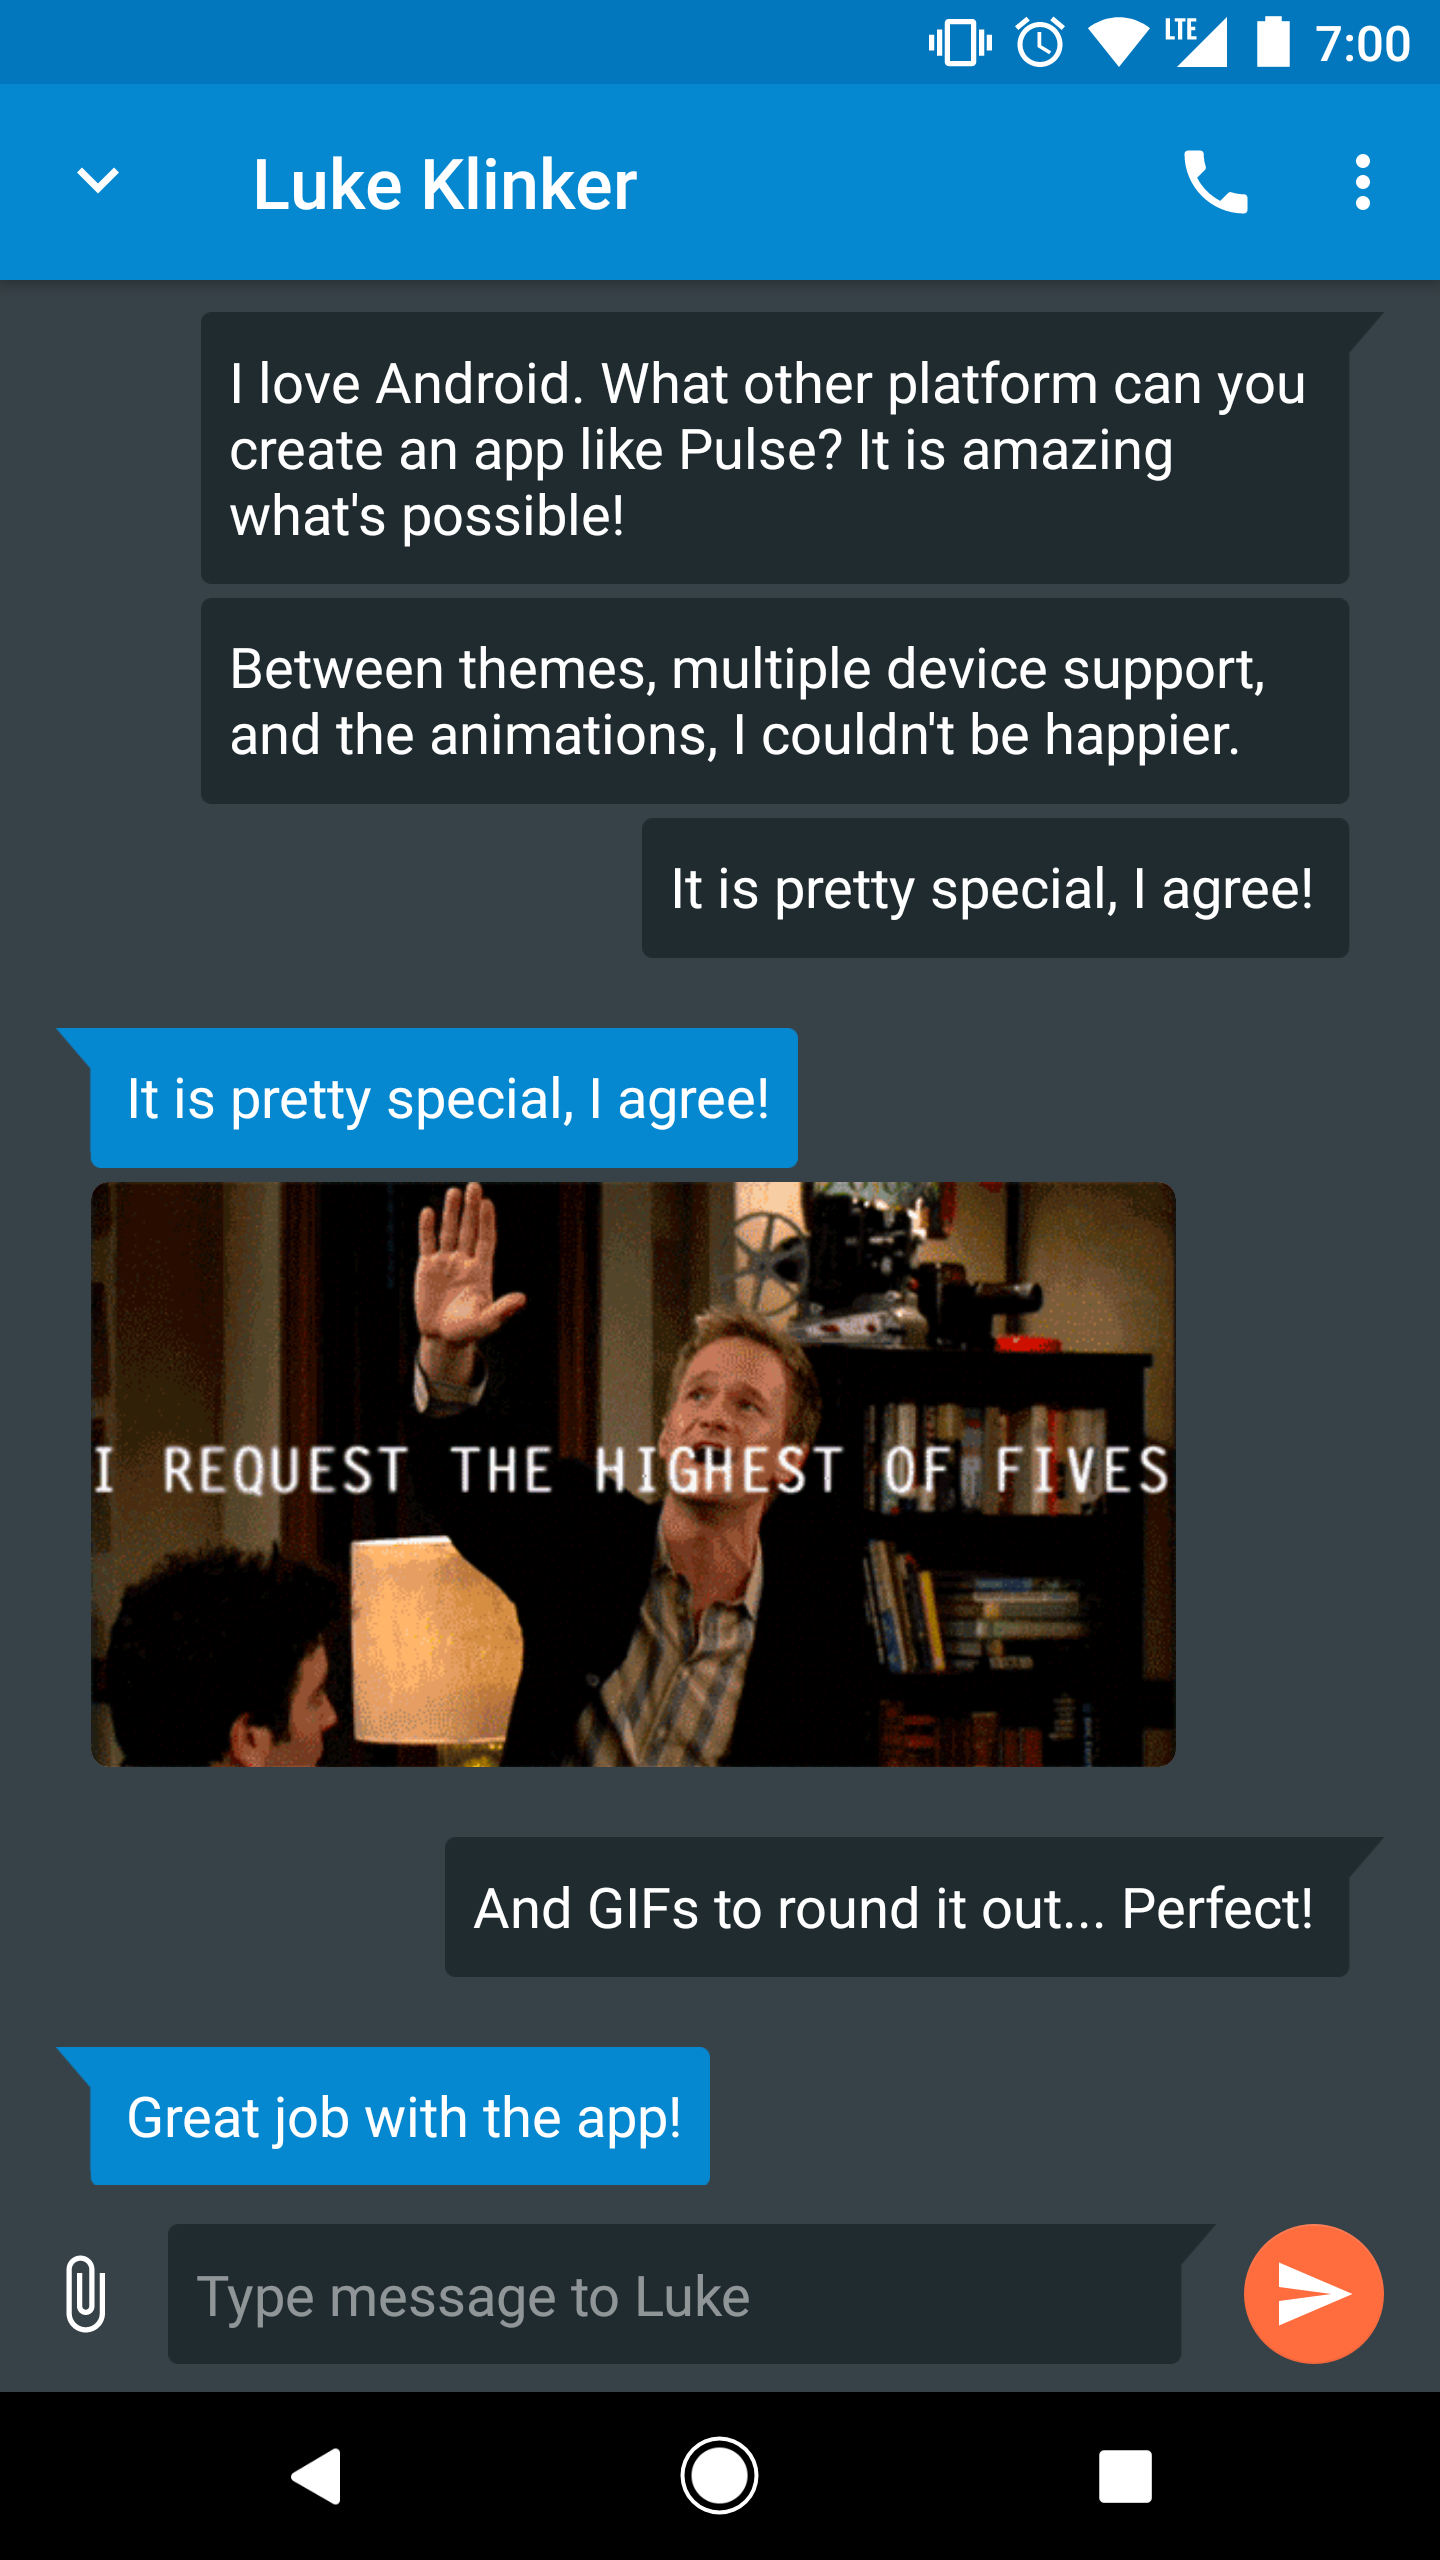 LTE 7:00
Luke Klinker
I love Android. What other platform can you
create an app like Pulse? It is amazing
what's possible!
Between themes, multiple device support,
and the animations, I couldn't be happier.
It is pretty special, I agree!
It is pretty special, I agree!
I REQUEST THE HIGHEST OF FIVES
And GIFs to round it out... Perfect!
Great job with the app!
Type message to Luke